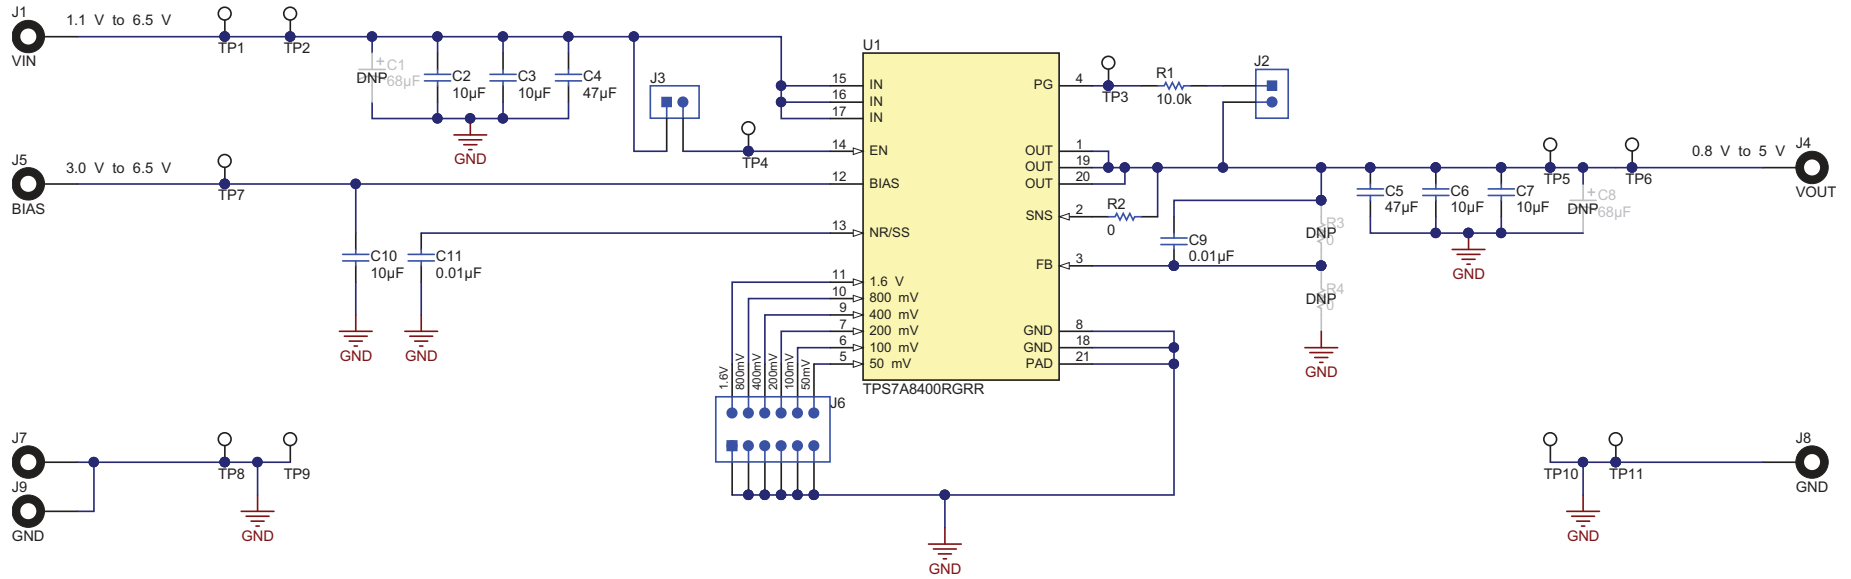 J1
1.1 V to 6.5 V
VIN
TP1
TP2
C1
DNP
68µF
C2
10µF
C3
10µF
C4
47µF
GND
J3
TP4
J5
3.0 V to 6.5 V
BIAS
TP7
C10
10µF
GND
C11
0.01µF
GND
U1
15 IN
16 IN
17 IN
14 EN
12 BIAS
13 NR/SS
11 1.6 V
10 800 mV
9 400 mV
7 200 mV
6 100 mV
5 50 mV
PG 4
OUT 1
OUT 19
OUT 20
SNS 2
FB 3
GND 8
GND 18
PAD 21
TPS7A8400RGRR
1.6V
800mV
400mV
200mV
100mV
50mV
J6
GND
TP3
R1
10.0k
J2
R2
0
C9
0.01µF
R3
DNP
0
R4
DNP
0
GND
C5
47µF
C6
10µF
C7
10µF
GND
TP5
C8
DNP
68µF
TP6
0.8 V to 5 V
J4
VOUT
J7
J9
GND
TP8
TP9
GND
TP10
TP11
GND
J8
GND